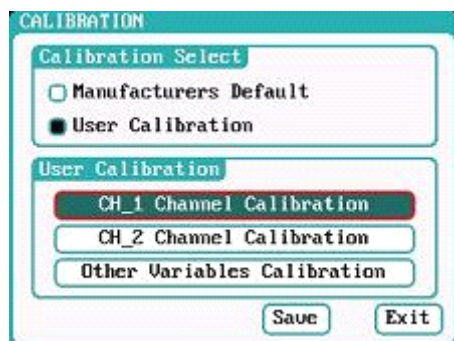 CALIBRATION
Calibration Select
Manufacturers Default
User Calibration
User Calibration
CH_1 Channel Calibration
CH_2 Channel Calibration
Other Variables Calibration
Save Exit